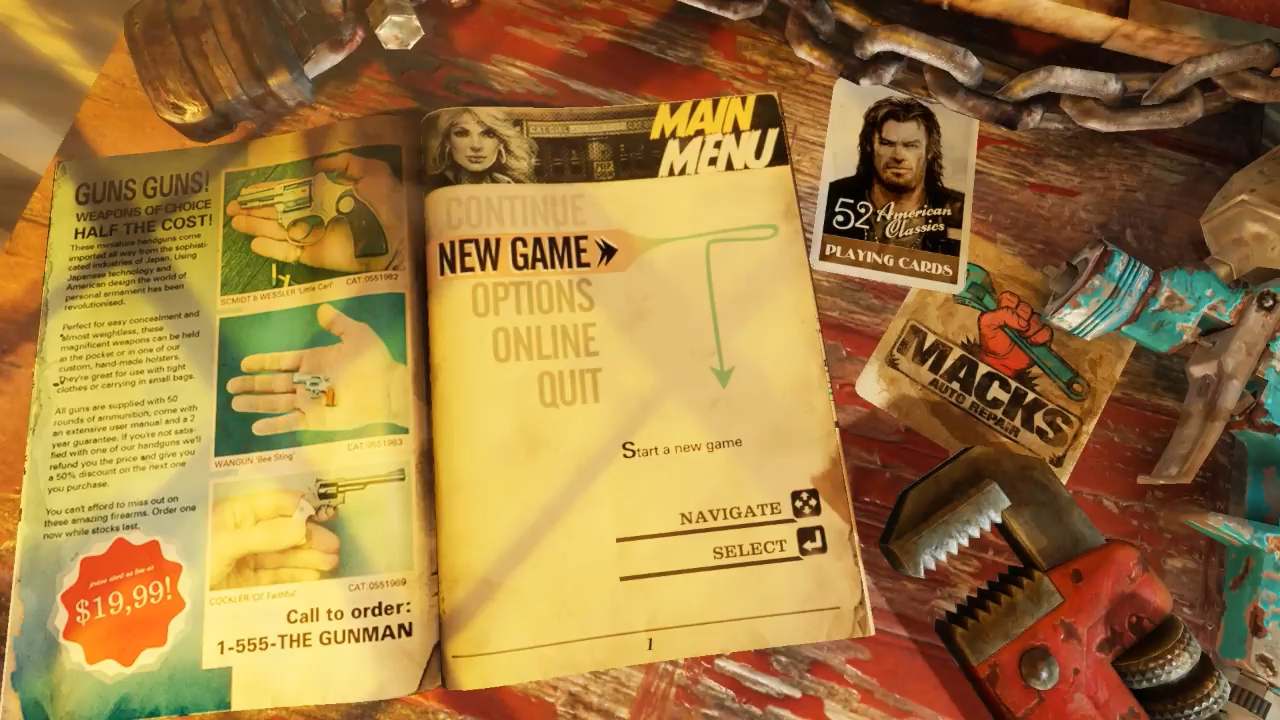 GUNS GUNS!
WEAPONS OF CHOICE
HALF THE COST!
These miniature handguns come
imported all way from the sophisti-
cated industries of Japan. Using
Japanese technology and
American design the world of
personal armament has been
revolutionised.
Perfect for easy concealment and
almost weightless, these
magnificent weapons can be held
in the pocket or in one of our
custom, hand-made holsters.
They're great for use with tight
clothes or carrying in small bags.
All guns are supplied with 50
rounds of ammunition, come with
an extensive user manual and a 2
year guarantee. If you're not satis-
fied with one of our handguns we'll
refund you the price and give you
a 50% discount on the next one
you purchase.
You can't afford to miss out on
these amazing firearms. Order one
now while stocks last.
$19,99!
SCMIDT & WESSLER 'Little Carl' CAT:0551982
WANGUN 'Bee Sting' CAT:0551983
COCKLER 'Ol' Faithful' CAT:0551989
Call to order:
1-555-THE GUNMAN
MAIN
MENU
CONTINUE
NEW GAME
OPTIONS
ONLINE
QUIT
Start a new game
NAVIGATE
SELECT
1
52 American
Classics
PLAYING CARDS
MACKS
AUTO REPAIR